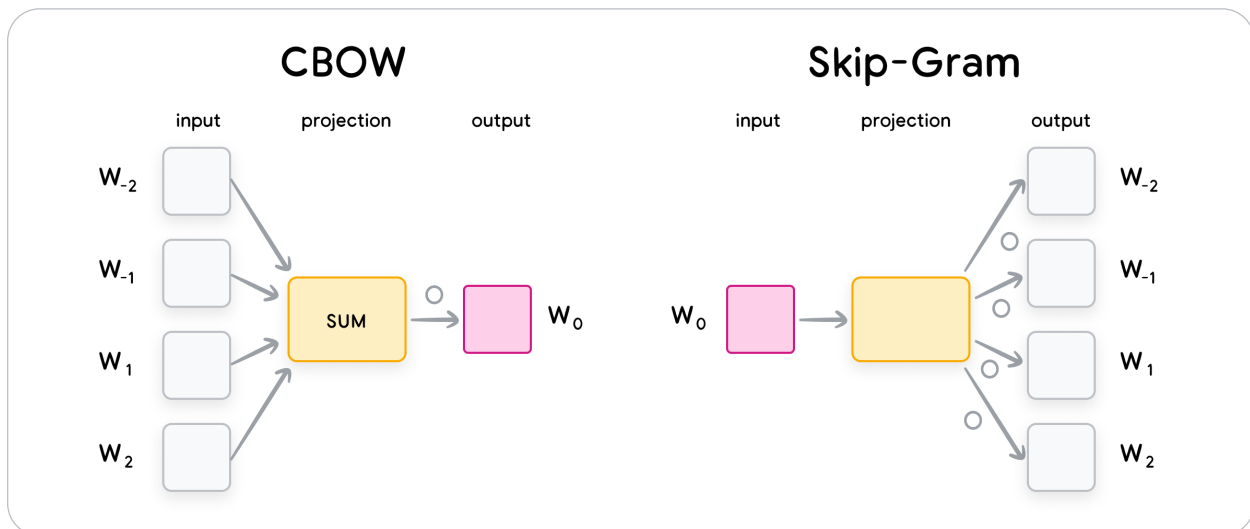 CBOW
input projection output
W₋₂
W₋₁
W₁
W₂
SUM
W₀
Skip-Gram
input projection output
W₀
W₋₂
W₋₁
W₁
W₂